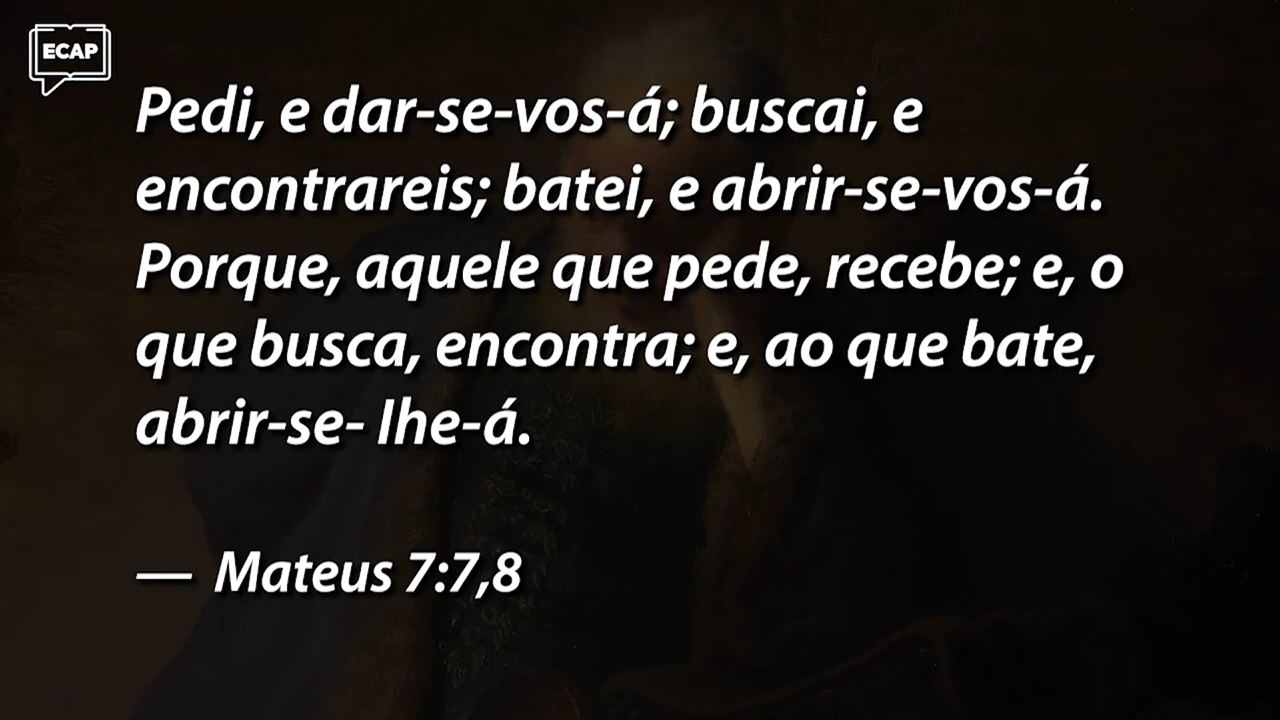 ECAP
Pedi, e dar-se-vos-á; buscai, e
encontrareis; batei, e abrir-se-vos-á.
Porque, aquele que pede, recebe; e, o
que busca, encontra; e, ao que bate,
abrir-se- lhe-á.
— Mateus 7:7,8